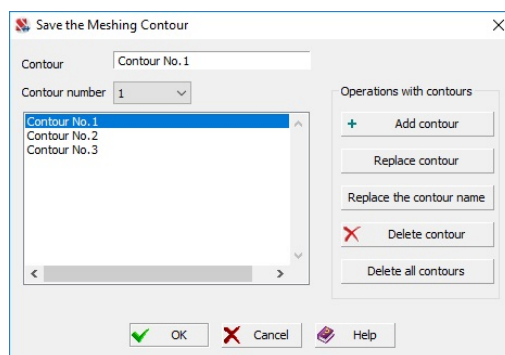 Save the Meshing Contour
Contour
Contour No.1
Contour number
1
Contour No.1
Contour No.2
Contour No.3
Operations with contours
Add contour
Replace contour
Replace the contour name
Delete contour
Delete all contours
OK
Cancel
Help